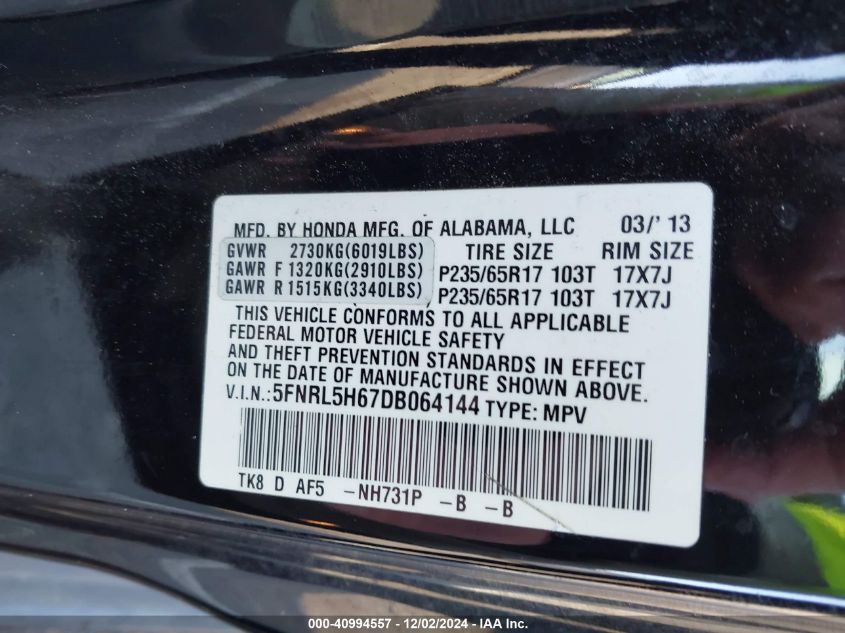 MFD. BY HONDA MFG. OF ALABAMA, LLC 03/' 13
GVWR 2730KG(6019LBS) TIRE SIZE RIM SIZE
GAWR F 1320KG(2910LBS) P235/65R17 103T 17X7J
GAWR R 1515KG(3340LBS) P235/65R17 103T 17X7J
THIS VEHICLE CONFORMS TO ALL APPLICABLE
FEDERAL MOTOR VEHICLE SAFETY
AND THEFT PREVENTION STANDARDS IN EFFECT
ON THE DATE OF MANUFACTURE SHOWN ABOVE.
V.I.N.: 5FNRL5H67DB064144 TYPE: MPV
TK8 D AF5 -NH731P -B -B
000-40994557 - 12/02/2024 - IAA Inc.